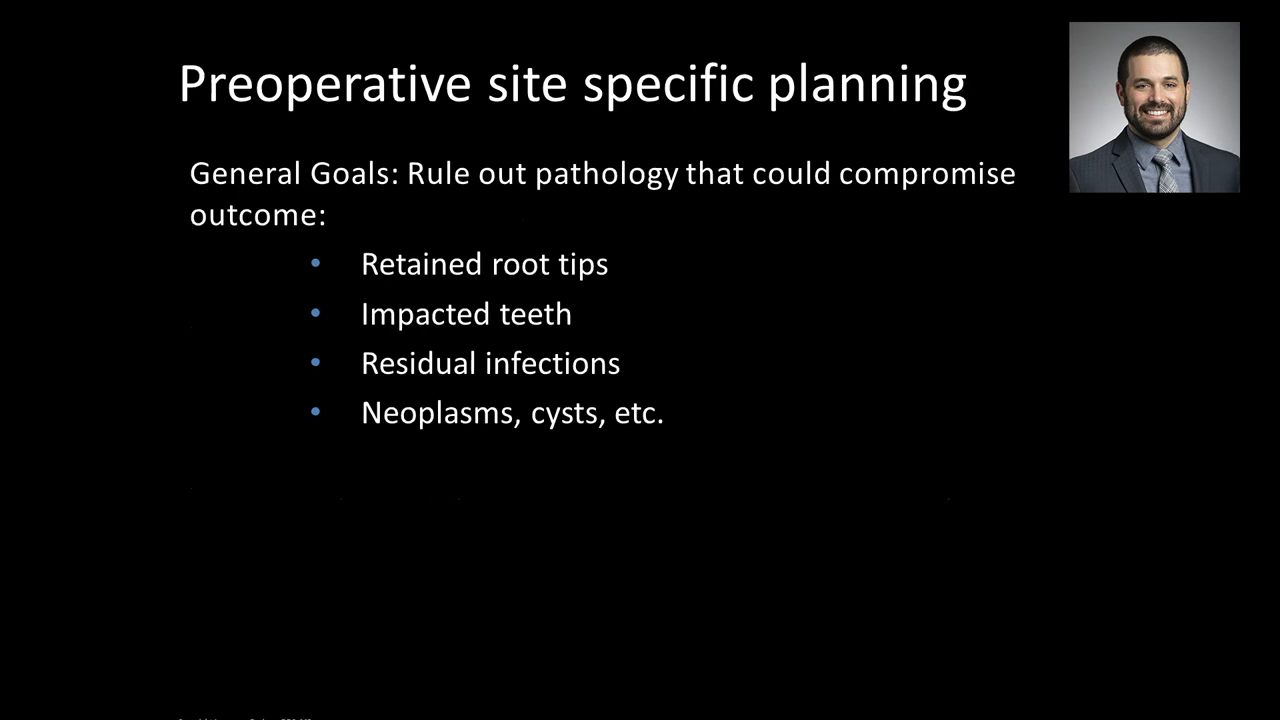 Preoperative site specific planning
General Goals: Rule out pathology that could compromise
outcome:
• Retained root tips
• Impacted teeth
• Residual infections
• Neoplasms, cysts, etc.